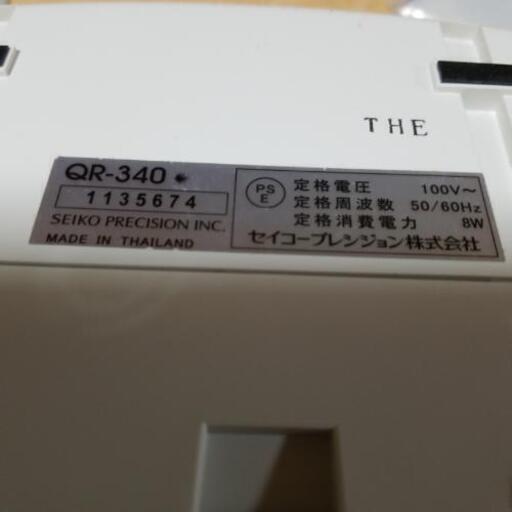 THE
QR-340
1135674
SEIKO PRECISION INC.
MADE IN THAILAND
PS
E
定格電圧 100V～
定格周波数 50/60Hz
定格消費電力 8W
セイコープレシジョン株式会社